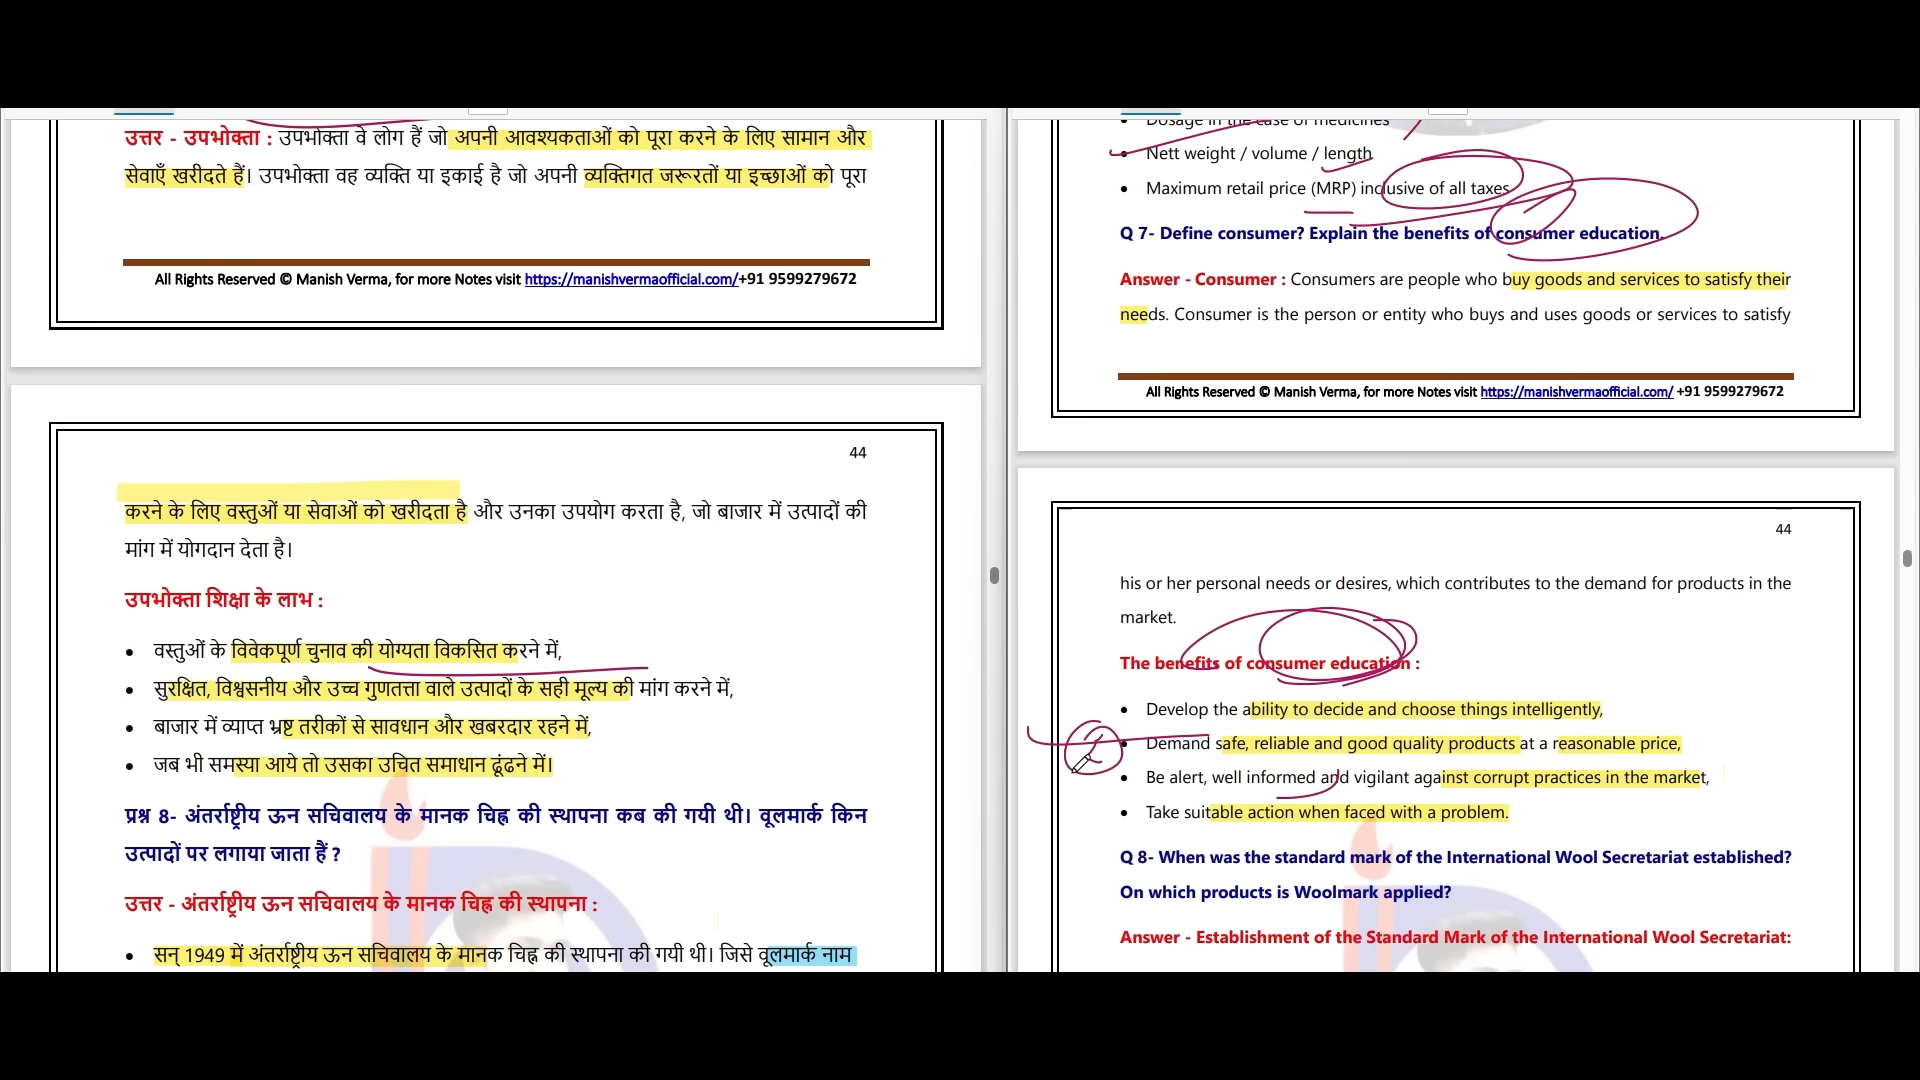 उत्तर - उपभोक्ता : उपभोक्ता वे लोग हैं जो अपनी आवश्यकताओं को पूरा करने के लिए सामान और
सेवाएँ खरीदते हैं। उपभोक्ता वह व्यक्ति या इकाई है जो अपनी व्यक्तिगत जरूरतों या इच्छाओं को पूरा
All Rights Reserved © Manish Verma, for more Notes visit https://manishvermaofficial.com/+91 9599279672
44
करने के लिए वस्तुओं या सेवाओं को खरीदता है और उनका उपयोग करता है, जो बाजार में उत्पादों की
मांग में योगदान देता है।
उपभोक्ता शिक्षा के लाभ :
• वस्तुओं के विवेकपूर्ण चुनाव की योग्यता विकसित करने में,
• सुरक्षित, विश्वसनीय और उच्च गुणतत्ता वाले उत्पादों के सही मूल्य की मांग करने में,
• बाजार में व्याप्त भ्रष्ट तरीकों से सावधान और खबरदार रहने में,
• जब भी समस्या आये तो उसका उचित समाधान ढूंढने में।
प्रश्न 8- अंतर्राष्ट्रीय ऊन सचिवालय के मानक चिह्न की स्थापना कब की गयी थी। वूलमार्क किन
उत्पादों पर लगाया जाता हैं ?
उत्तर - अंतर्राष्ट्रीय ऊन सचिवालय के मानक चिह्न की स्थापना :
• सन् 1949 में अंतर्राष्ट्रीय ऊन सचिवालय के मानक चिह्न की स्थापना की गयी थी। जिसे वूलमार्क नाम
• Dosage in the case of medicines
• Nett weight / volume / length
• Maximum retail price (MRP) inclusive of all taxes
Q 7- Define consumer? Explain the benefits of consumer education.
Answer - Consumer : Consumers are people who buy goods and services to satisfy their
needs. Consumer is the person or entity who buys and uses goods or services to satisfy
All Rights Reserved © Manish Verma, for more Notes visit https://manishvermaofficial.com/ +91 9599279672
44
his or her personal needs or desires, which contributes to the demand for products in the
market.
The benefits of consumer education :
• Develop the ability to decide and choose things intelligently,
• Demand safe, reliable and good quality products at a reasonable price,
• Be alert, well informed and vigilant against corrupt practices in the market,
• Take suitable action when faced with a problem.
Q 8- When was the standard mark of the International Wool Secretariat established?
On which products is Woolmark applied?
Answer - Establishment of the Standard Mark of the International Wool Secretariat: